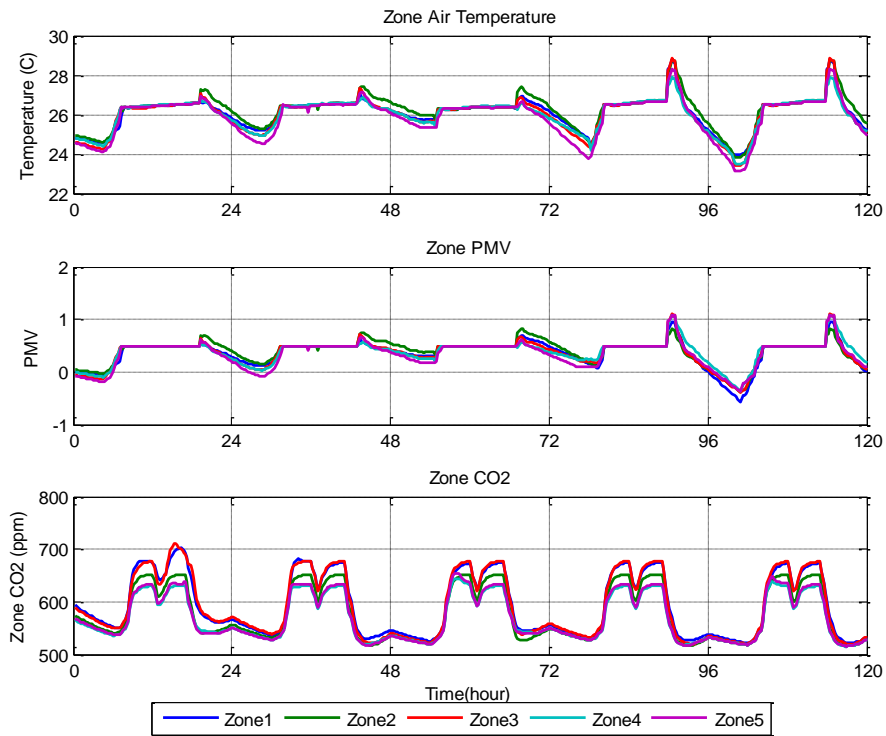 Zone Air Temperature
Temperature (C)
30
28
26
24
22
0 24 48 72 96 120
Zone PMV
PMV
2
1
0
-1
0 24 48 72 96 120
Zone CO2
Zone CO2 (ppm)
800
700
600
500
0 24 48 72 96 120
Time(hour)
Zone1 Zone2 Zone3 Zone4 Zone5